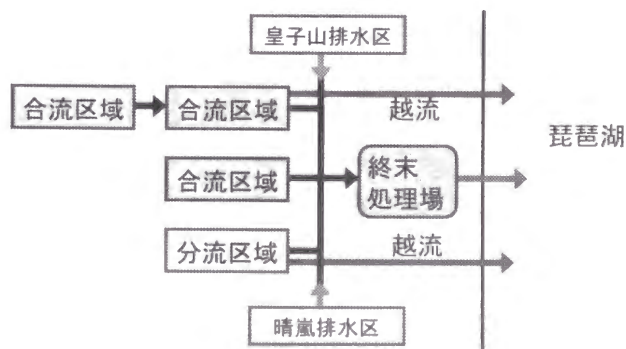 皇子山排水区
合流区域
合流区域
越流
琵琶湖
合流区域
終末
処理場
分流区域
越流
晴嵐排水区